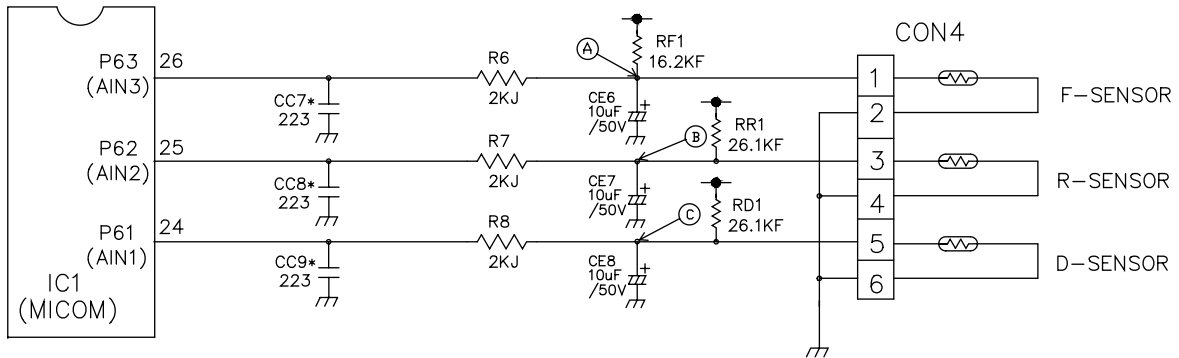 P63
(AIN3)
26
R6
2KJ
CC7*
223
RF1
16.2KF
A
CE6
10uF
/50V
CON4
1
2
F-SENSOR
P62
(AIN2)
25
R7
2KJ
CC8*
223
B
RR1
26.1KF
CE7
10uF
/50V
3
4
R-SENSOR
P61
(AIN1)
24
R8
2KJ
CC9*
223
C
RD1
26.1KF
CE8
10uF
/50V
5
6
D-SENSOR
IC1
(MICOM)